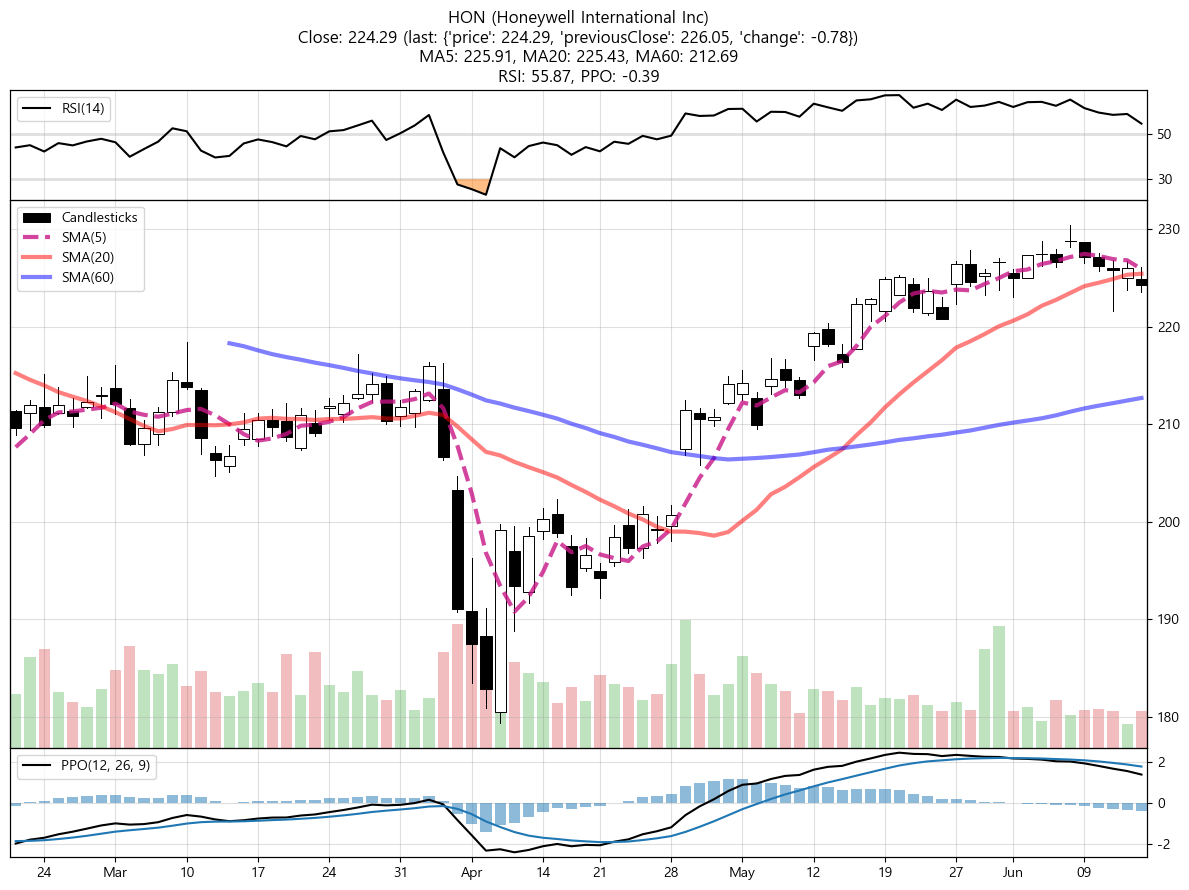 HON (Honeywell International Inc)
Close: 224.29 (last: {'price': 224.29, 'previousClose': 226.05, 'change': -0.78})
MA5: 225.91, MA20: 225.43, MA60: 212.69
RSI: 55.87, PPO: -0.39
RSI(14)
50
30
Candlesticks
SMA(5)
SMA(20)
SMA(60)
230
220
210
200
190
180
PPO(12, 26, 9)
2
0
-2
24 Mar 10 17 24 31 Apr 14 21 28 May 12 19 27 Jun 09